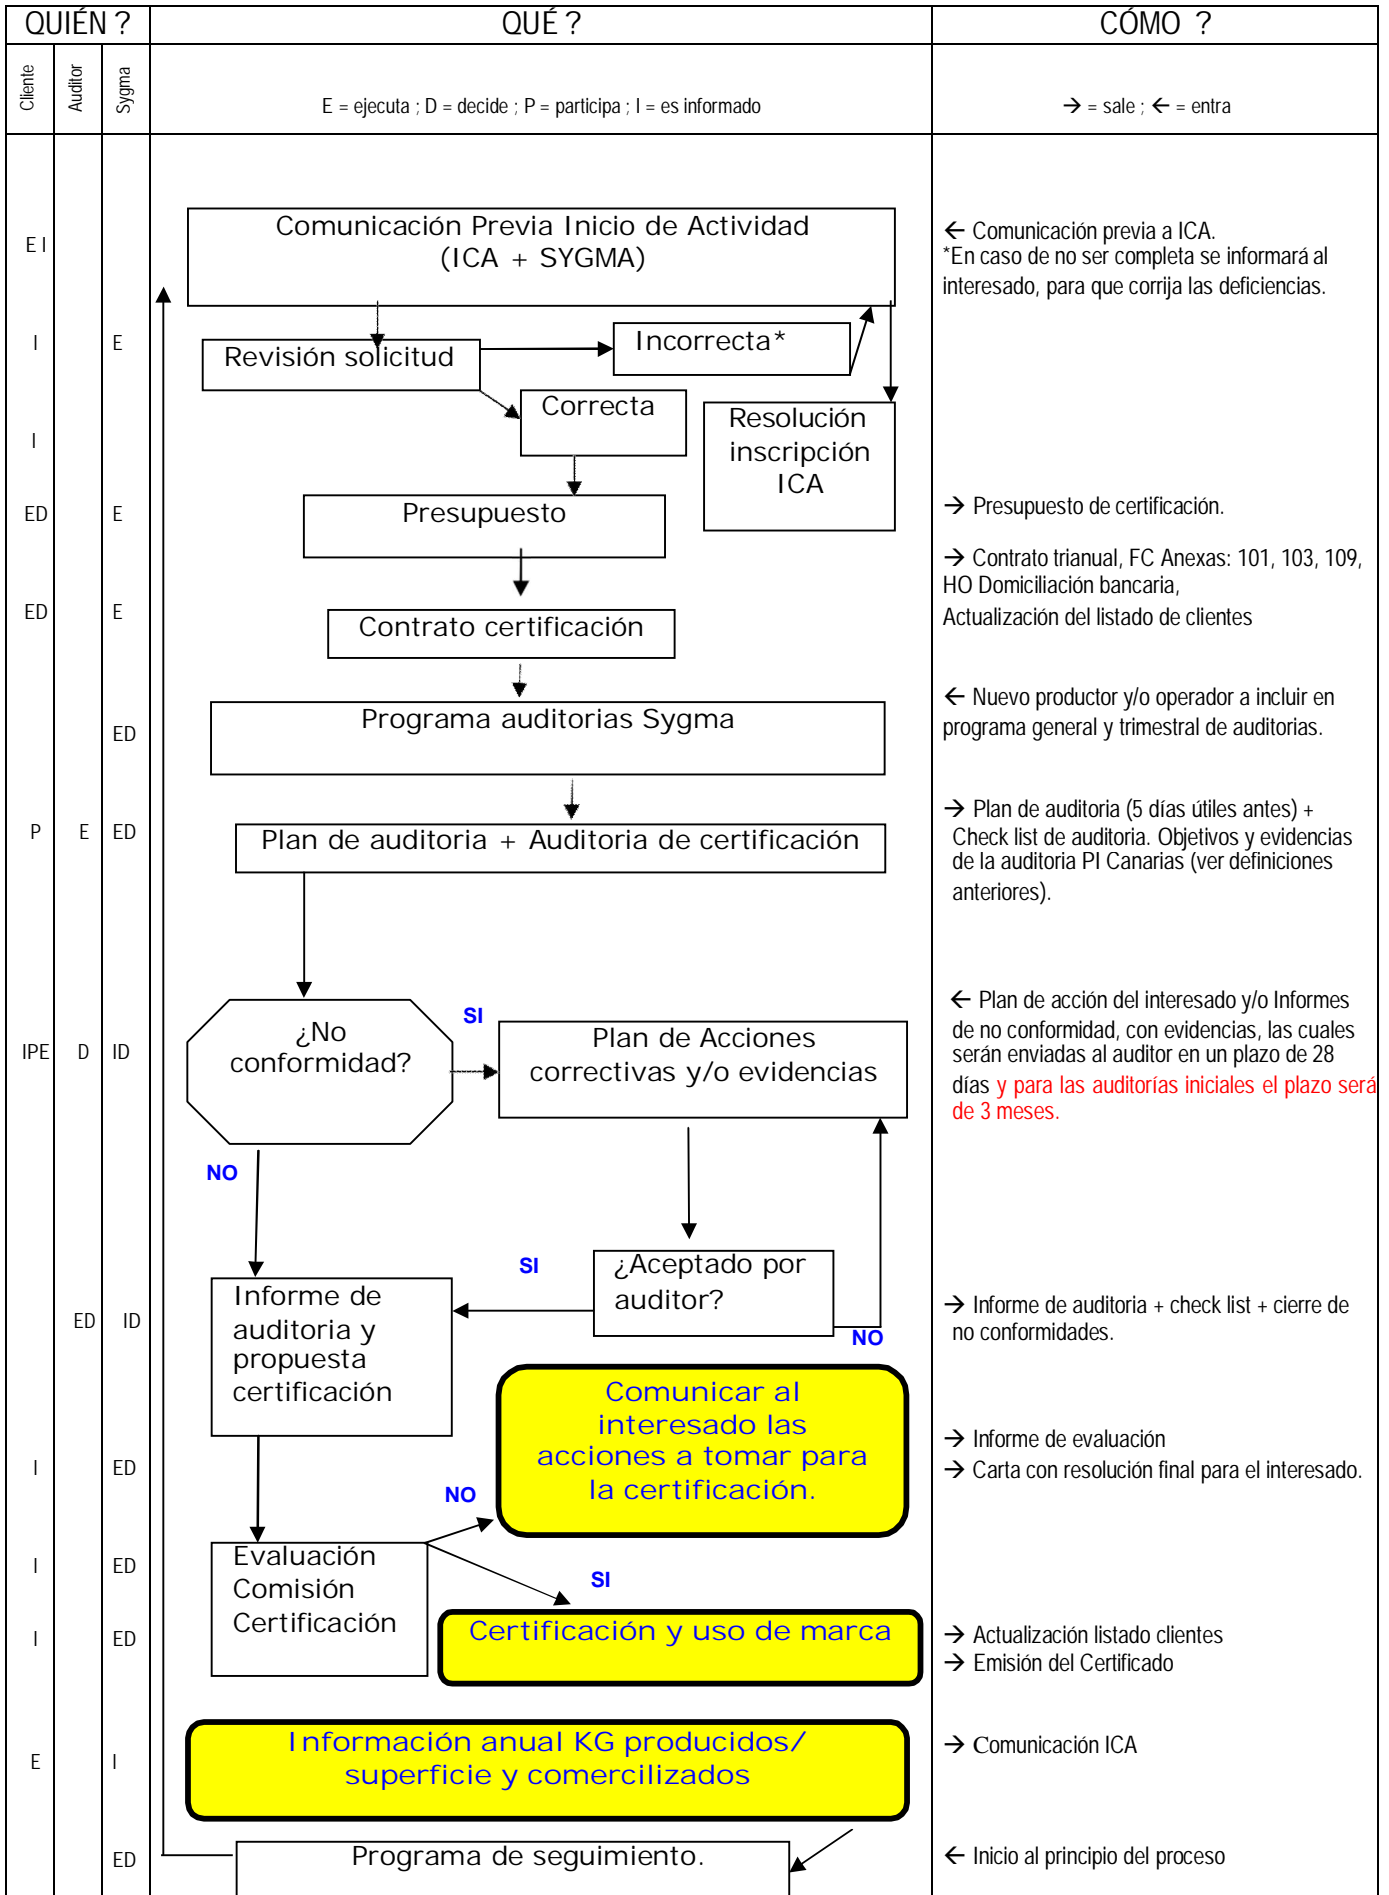 QUIÉN ?
QUÉ ?
CÓMO ?
Cliente
Auditor
Sygma
E = ejecuta ; D = decide ; P = participa ; I = es informado
→ = sale ; ← = entra
E I
Comunicación Previa Inicio de Actividad
(ICA + SYGMA)
← Comunicación previa a ICA.
*En caso de no ser completa se informará al
interesado, para que corrija las deficiencias.
I
E
Revisión solicitud
Incorrecta*
I
Correcta
Resolución
inscripción
ICA
ED
E
Presupuesto
→ Presupuesto de certificación.
ED
E
Contrato certificación
→ Contrato trianual, FC Anexas: 101, 103, 109,
HO Domiciliación bancaria,
Actualización del listado de clientes
ED
Programa auditorias Sygma
← Nuevo productor y/o operador a incluir en
programa general y trimestral de auditorias.
P
E
ED
Plan de auditoria + Auditoria de certificación
→ Plan de auditoria (5 días útiles antes) +
Check list de auditoria. Objetivos y evidencias
de la auditoria PI Canarias (ver definiciones
anteriores).
IPE
D
ID
¿No
conformidad?
SI
Plan de Acciones
correctivas y/o evidencias
← Plan de acción del interesado y/o Informes
de no conformidad, con evidencias, las cuales
serán enviadas al auditor en un plazo de 28
días y para las auditorías iniciales el plazo será
de 3 meses.
NO
ED
ID
Informe de
auditoria y
propuesta
certificación
SI
¿Aceptado por
auditor?
NO
→ Informe de auditoria + check list + cierre de
no conformidades.
I
ED
Comunicar al
interesado las
acciones a tomar para
la certificación.
→ Informe de evaluación
→ Carta con resolución final para el interesado.
NO
I
ED
Evaluación
Comisión
Certificación
SI
I
ED
Certificación y uso de marca
→ Actualización listado clientes
→ Emisión del Certificado
E
I
Información anual KG producidos/
superficie y comercilizados
→ Comunicación ICA
ED
Programa de seguimiento.
← Inicio al principio del proceso